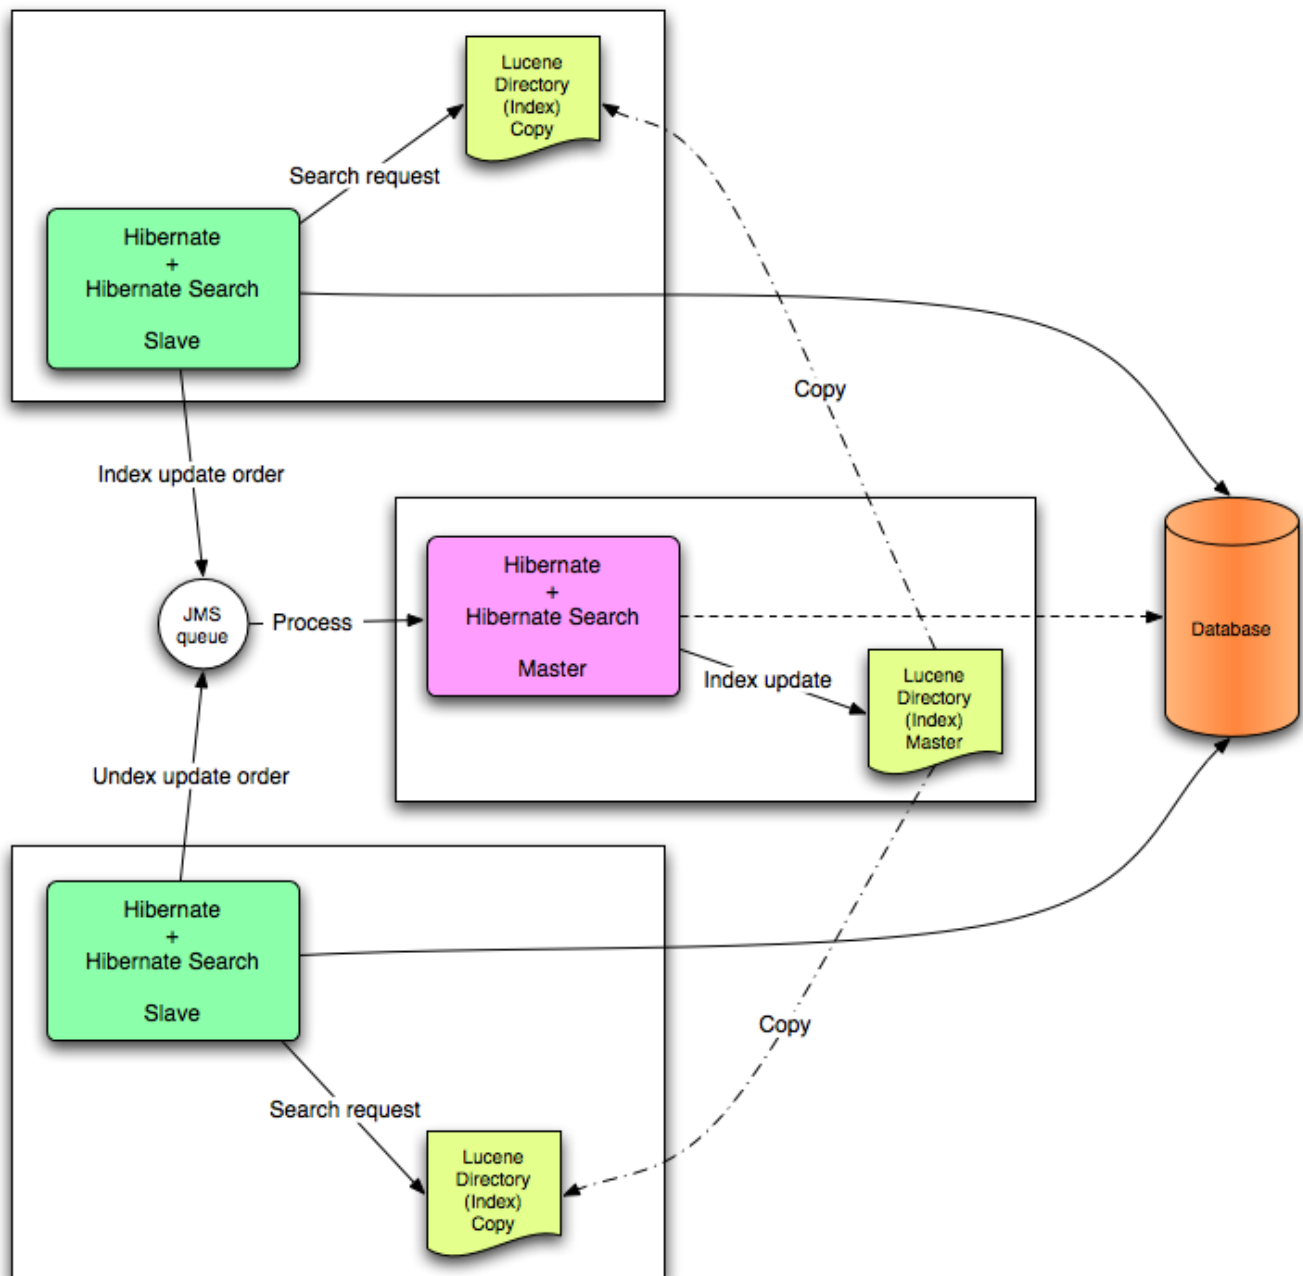 Lucene
Directory
(Index)
Copy
Search request
Hibernate
+
Hibernate Search
Slave
Copy
Index update order
Hibernate
+
Hibernate Search
Master
JMS
queue
Process
Database
Index update
Lucene
Directory
(Index)
Master
Undex update order
Hibernate
+
Hibernate Search
Slave
Copy
Search request
Lucene
Directory
(Index)
Copy